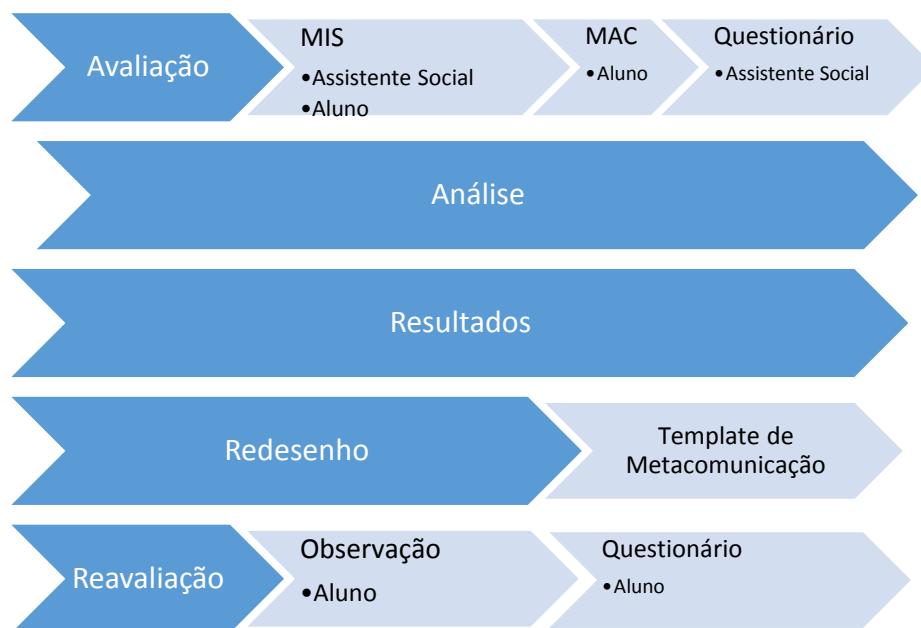 Avaliação
MIS
•Assistente Social
•Aluno
MAC
•Aluno
Questionário
•Assistente Social
Análise
Resultados
Redesenho
Template de
Metacomunicação
Reavaliação
Observação
•Aluno
Questionário
•Aluno